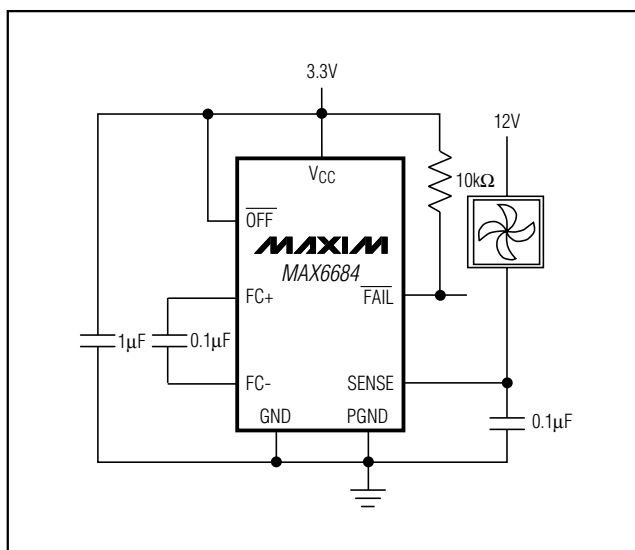 3.3V
12V
VCC
10kΩ
OFF
MAXIM
MAX6684
FC+
FAIL
1µF
0.1µF
FC-
SENSE
GND
PGND
0.1µF